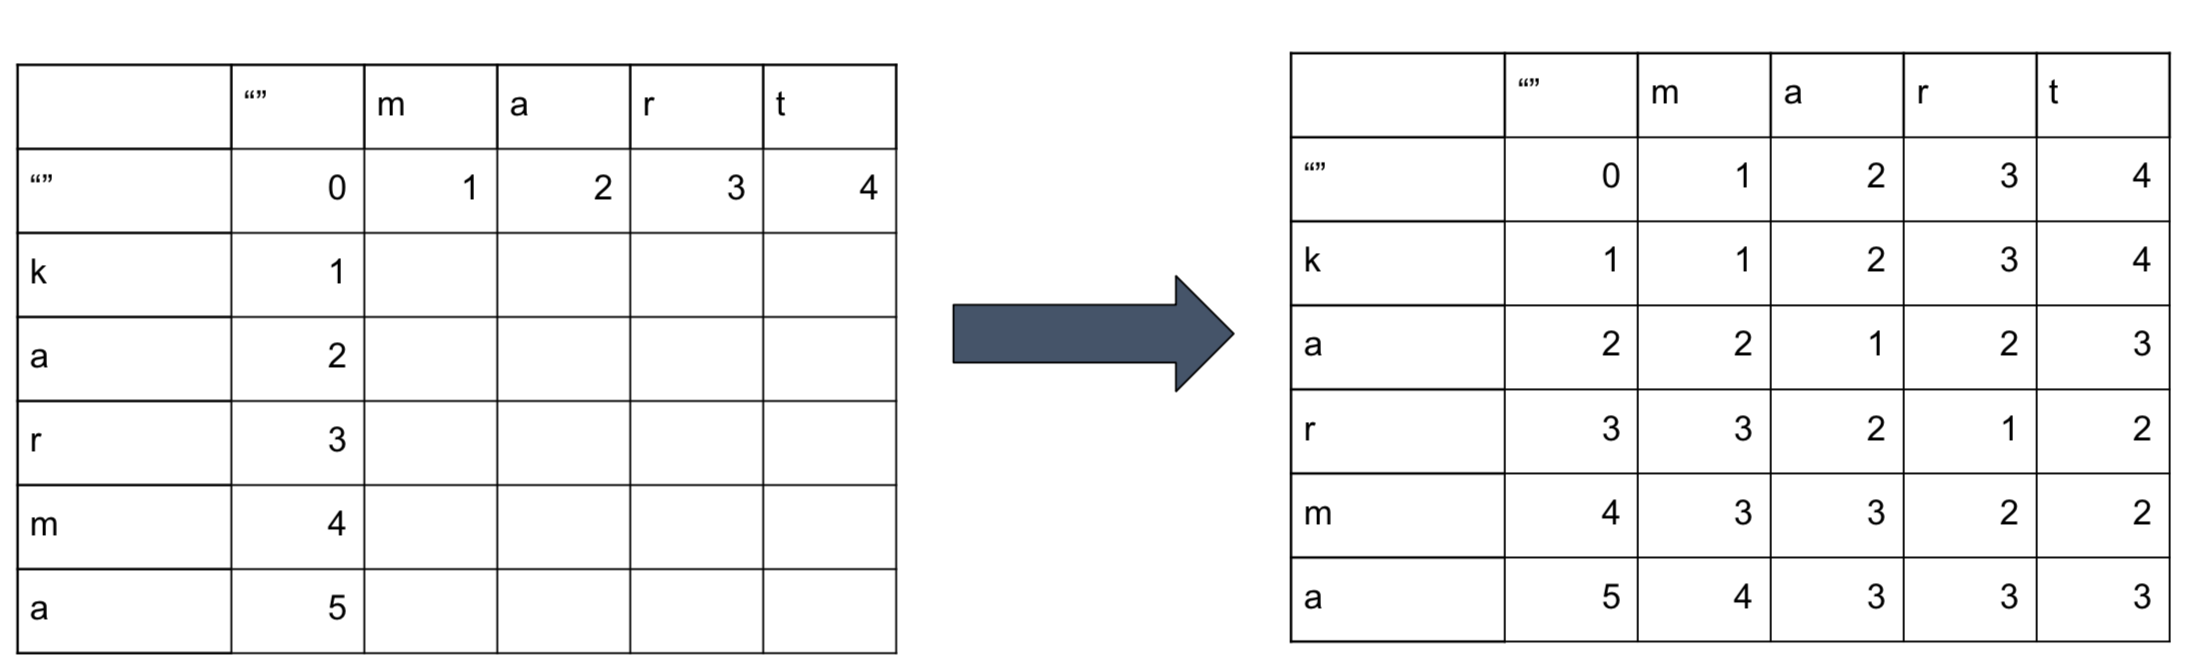 “” m a r t
“” 0 1 2 3 4
k 1
a 2
r 3
m 4
a 5
“” m a r t
“” 0 1 2 3 4
k 1 1 2 3 4
a 2 2 1 2 3
r 3 3 2 1 2
m 4 3 3 2 2
a 5 4 3 3 3